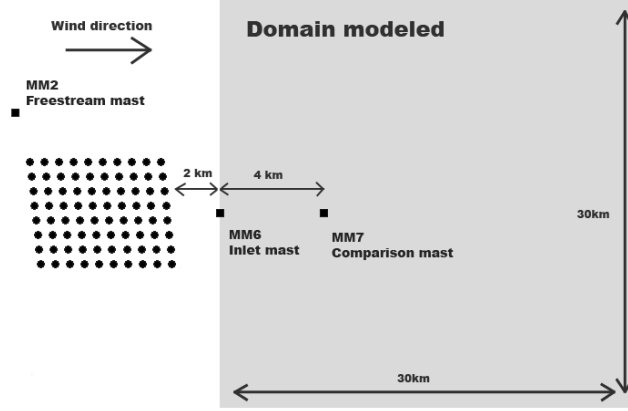 Wind direction
Domain modeled
MM2
Freestream mast
2 km
4 km
MM6
Inlet mast
MM7
Comparison mast
30km
30km